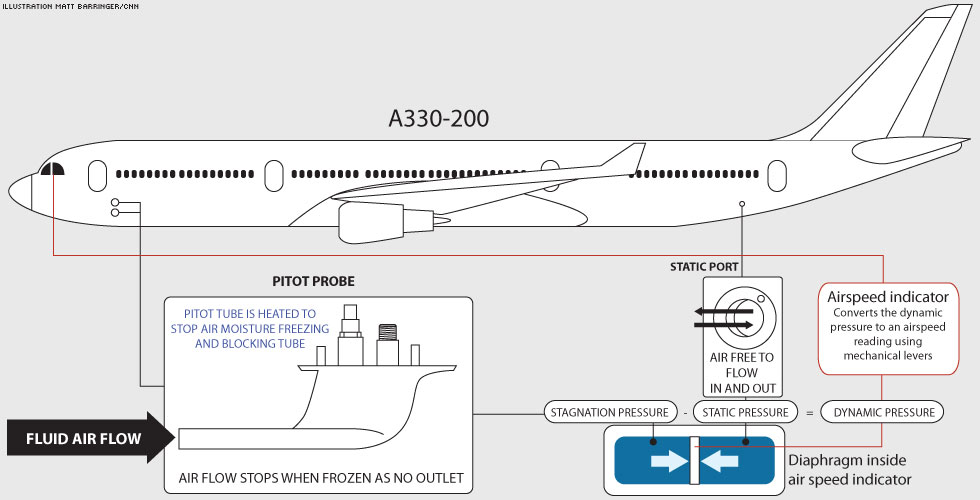 ILLUSTRATION MATT BARRINGER/CNN
A330-200
PITOT PROBE
PITOT TUBE IS HEATED TO
STOP AIR MOISTURE FREEZING
AND BLOCKING TUBE
FLUID AIR FLOW
AIR FLOW STOPS WHEN FROZEN AS NO OUTLET
STATIC PORT
AIR FREE TO
FLOW
IN AND OUT
Airspeed indicator
Converts the dynamic
pressure to an airspeed
reading using
mechanical levers
STAGNATION PRESSURE - STATIC PRESSURE = DYNAMIC PRESSURE
Diaphragm inside
air speed indicator